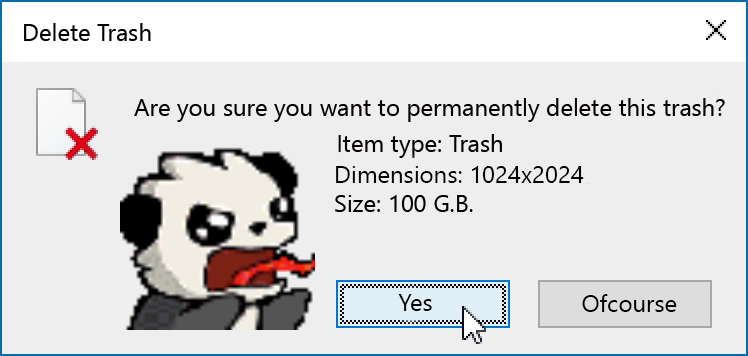 Delete Trash
Are you sure you want to permanently delete this trash?
Item type: Trash
Dimensions: 1024x2024
Size: 100 G.B.
Yes
Ofcourse